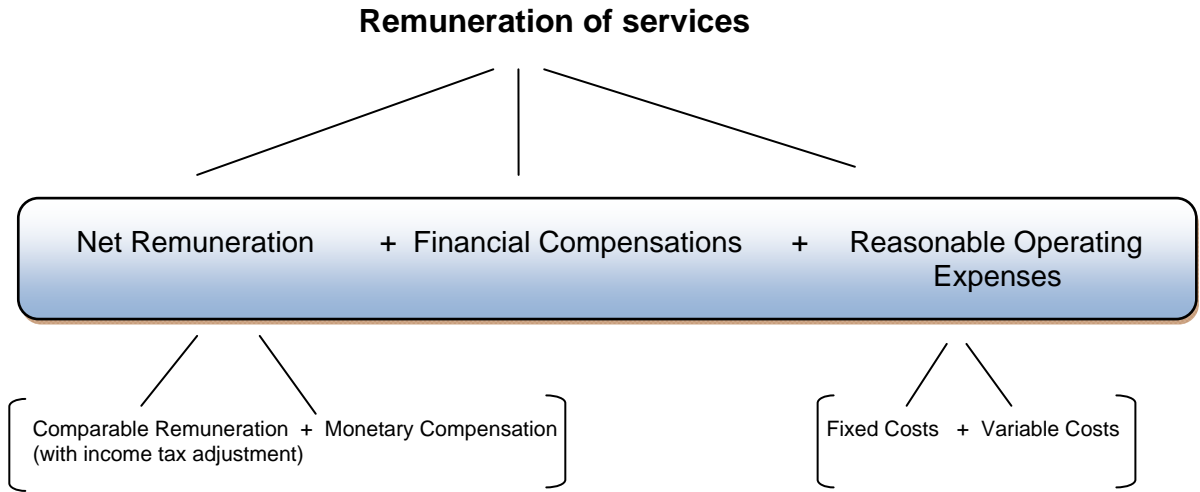 Remuneration of services
Net Remuneration + Financial Compensations + Reasonable Operating
Expenses
Comparable Remuneration + Monetary Compensation
(with income tax adjustment)
Fixed Costs + Variable Costs